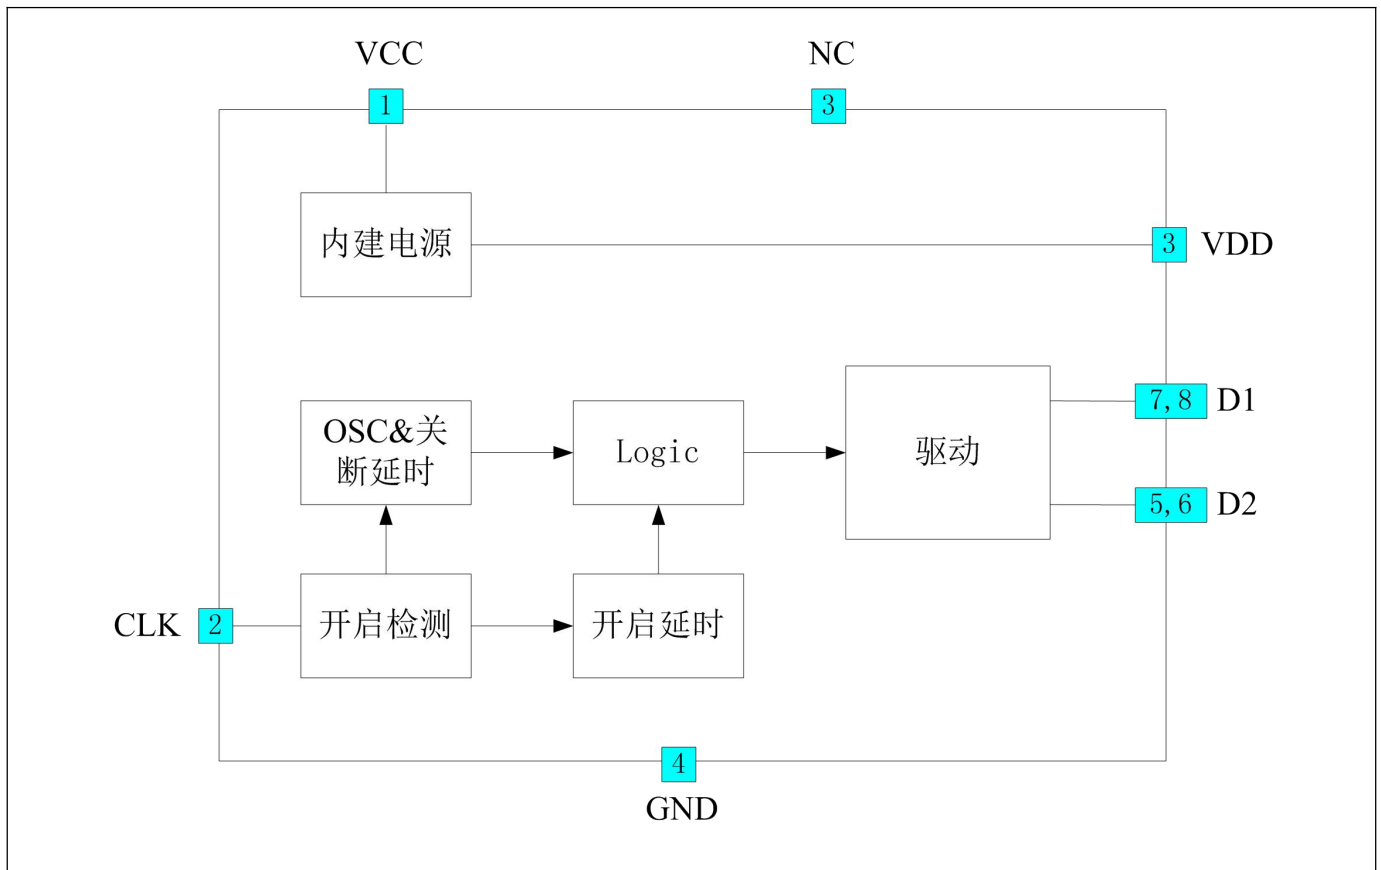 VCC
NC
1
3
内建电源
3
VDD
7,8
D1
OSC&关
断延时
Logic
驱动
5,6
D2
CLK
2
开启检测
开启延时
4
GND